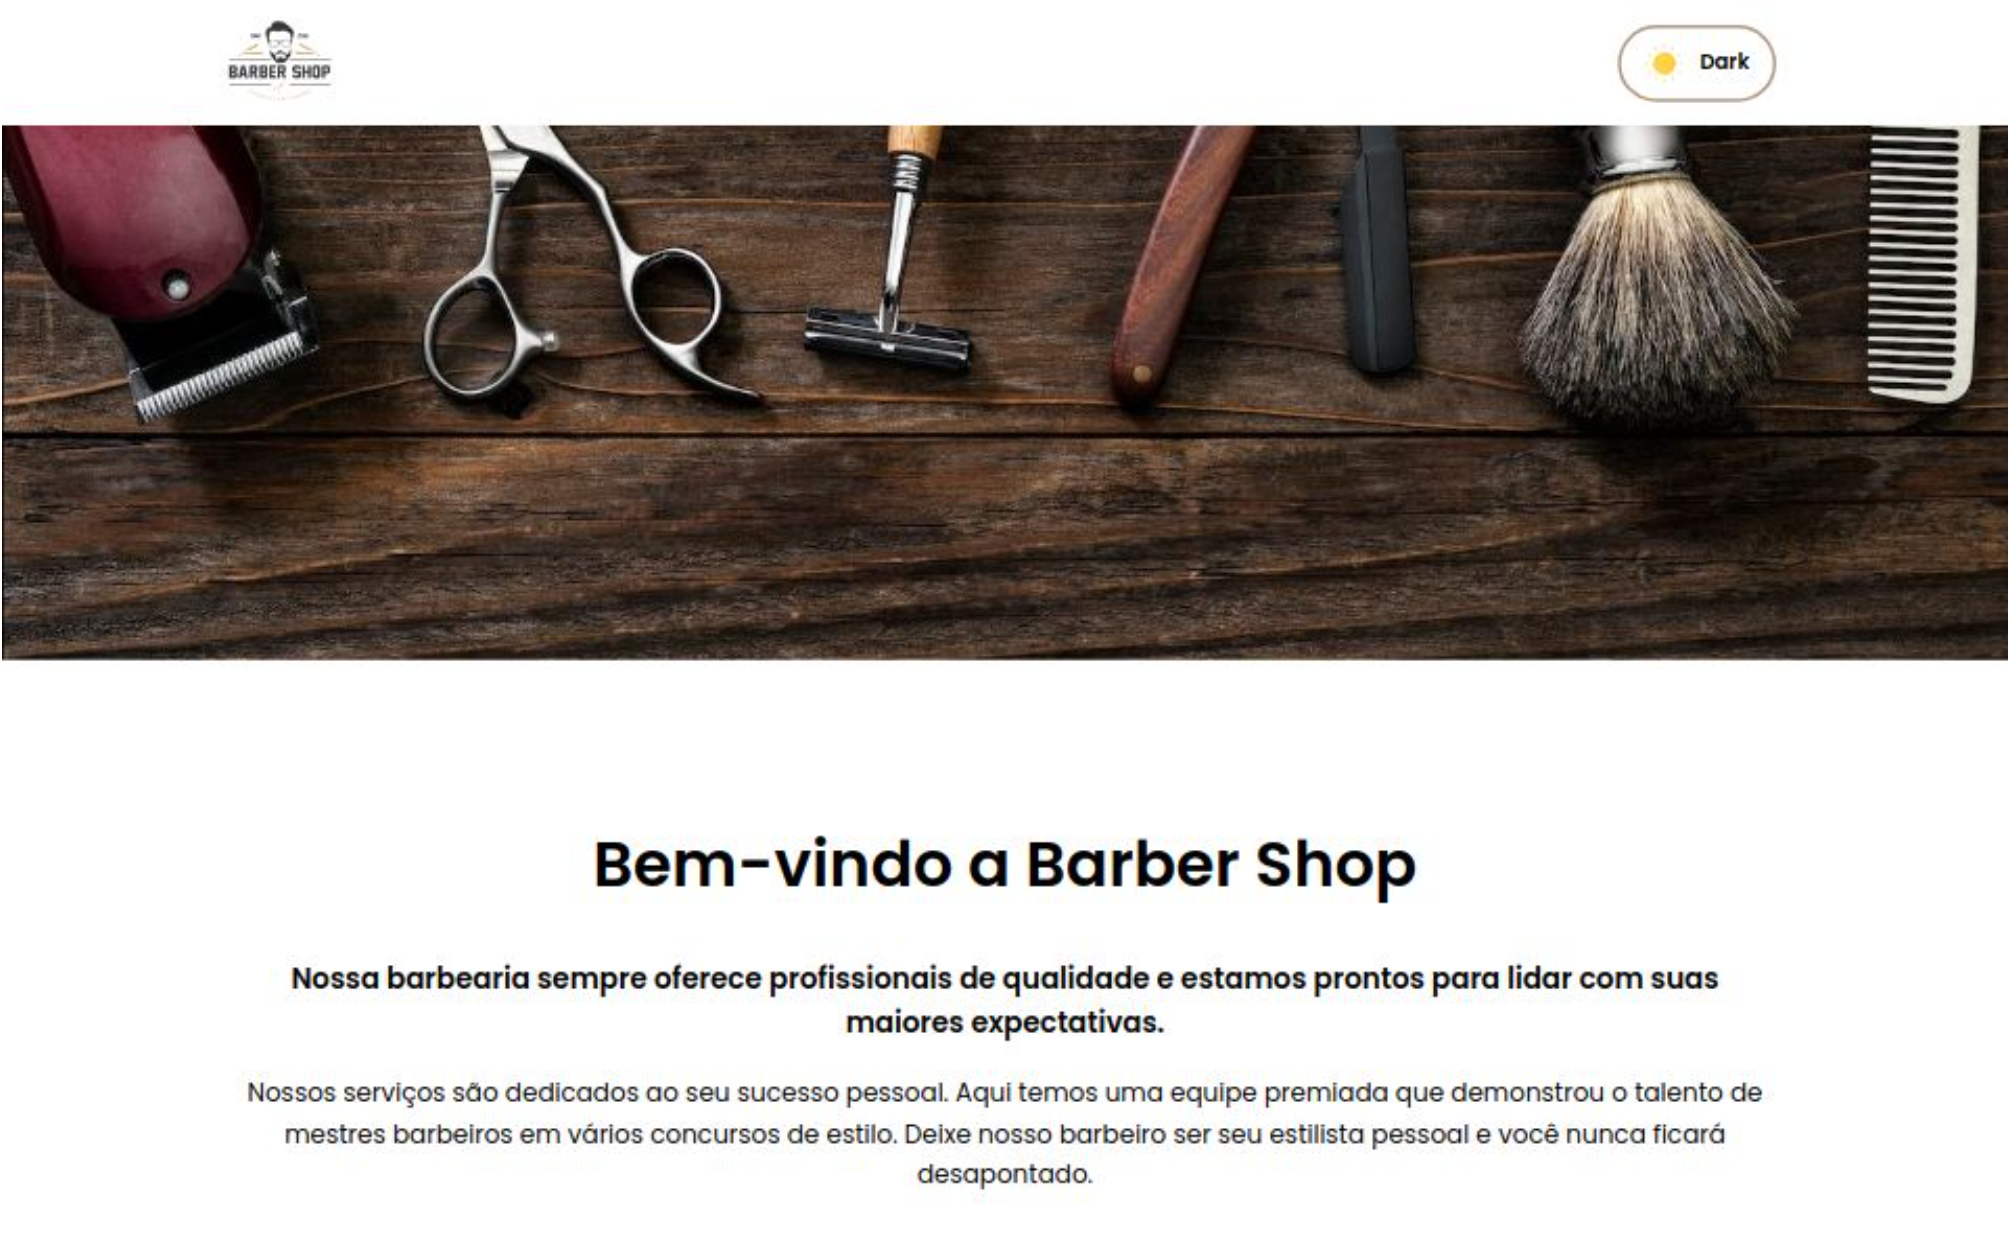 BARBER SHOP
Dark
Bem-vindo a Barber Shop
Nossa barbearia sempre oferece profissionais de qualidade e estamos prontos para lidar com suas
maiores expectativas.
Nossos serviços são dedicados ao seu sucesso pessoal. Aqui temos uma equipe premiada que demonstrou o talento de
mestres barbeiros em vários concursos de estilo. Deixe nosso barbeiro ser seu estilista pessoal e você nunca ficará
desapontado.